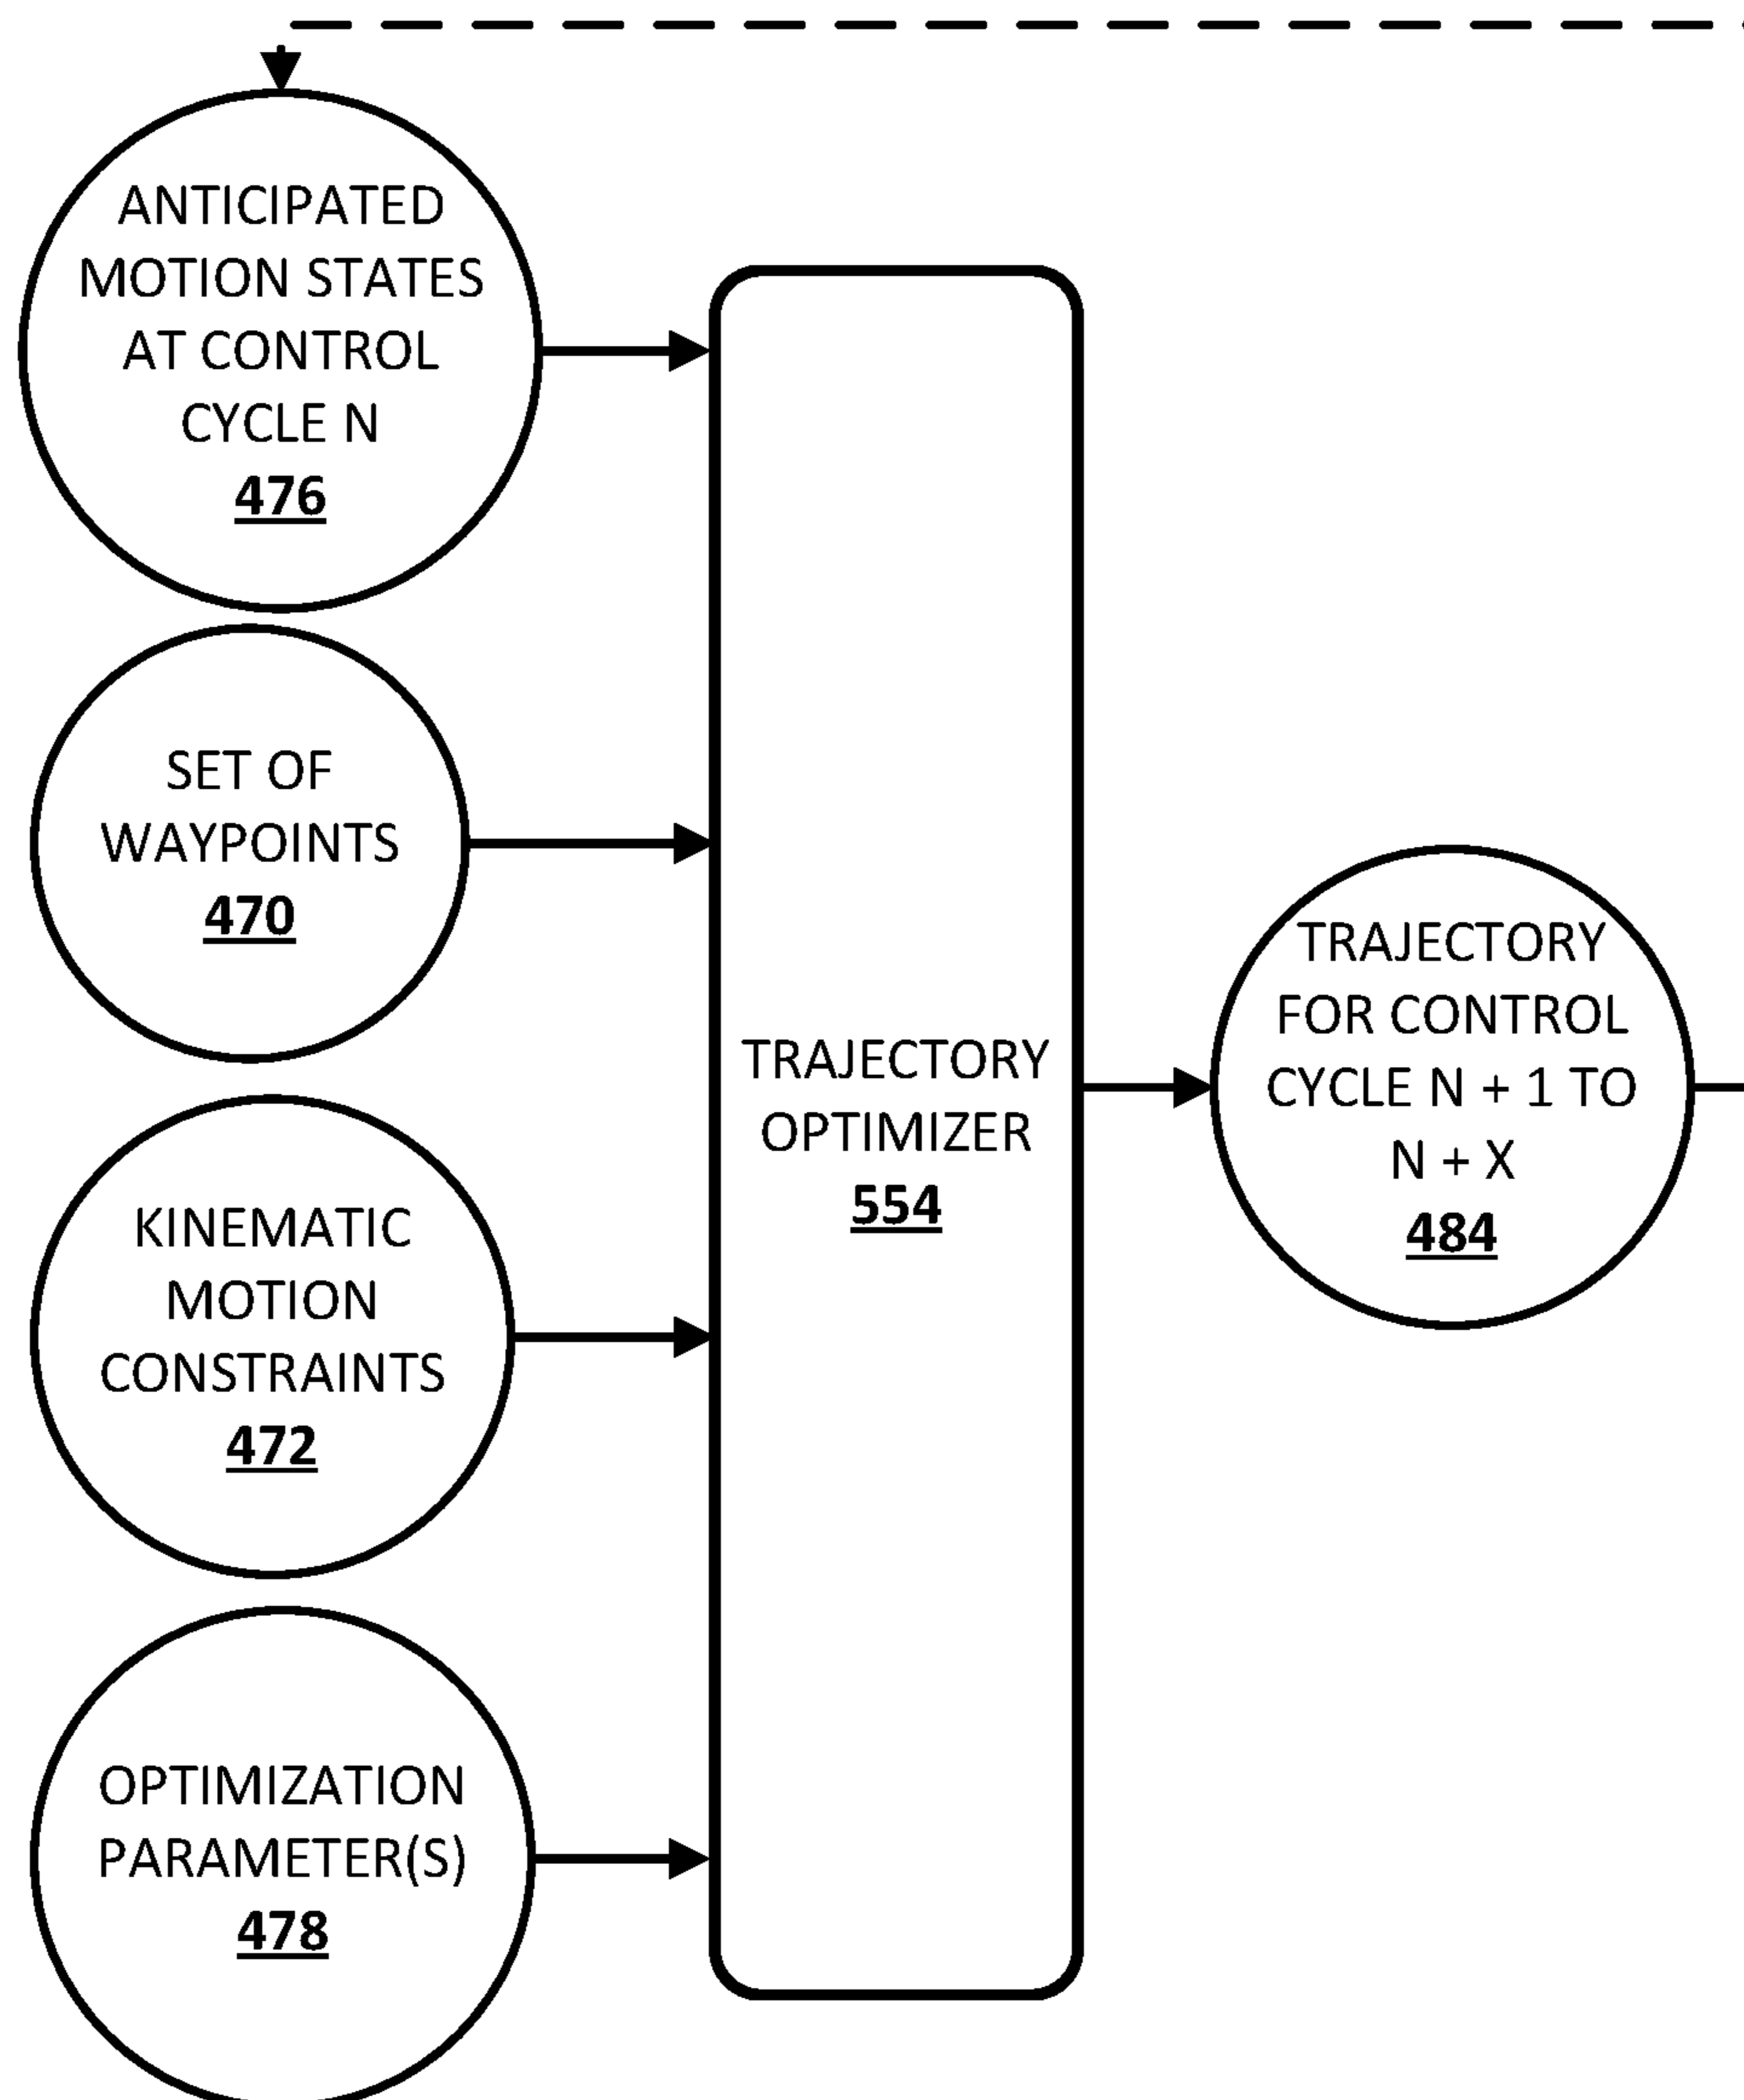 ANTICIPATED
MOTION STATES
AT CONTROL
CYCLE N
476
SET OF
WAYPOINTS
470
KINEMATIC
MOTION
CONSTRAINTS
472
OPTIMIZATION
PARAMETER(S)
478
TRAJECTORY
OPTIMIZER
554
TRAJECTORY
FOR CONTROL
CYCLE N + 1 TO
N + X
484